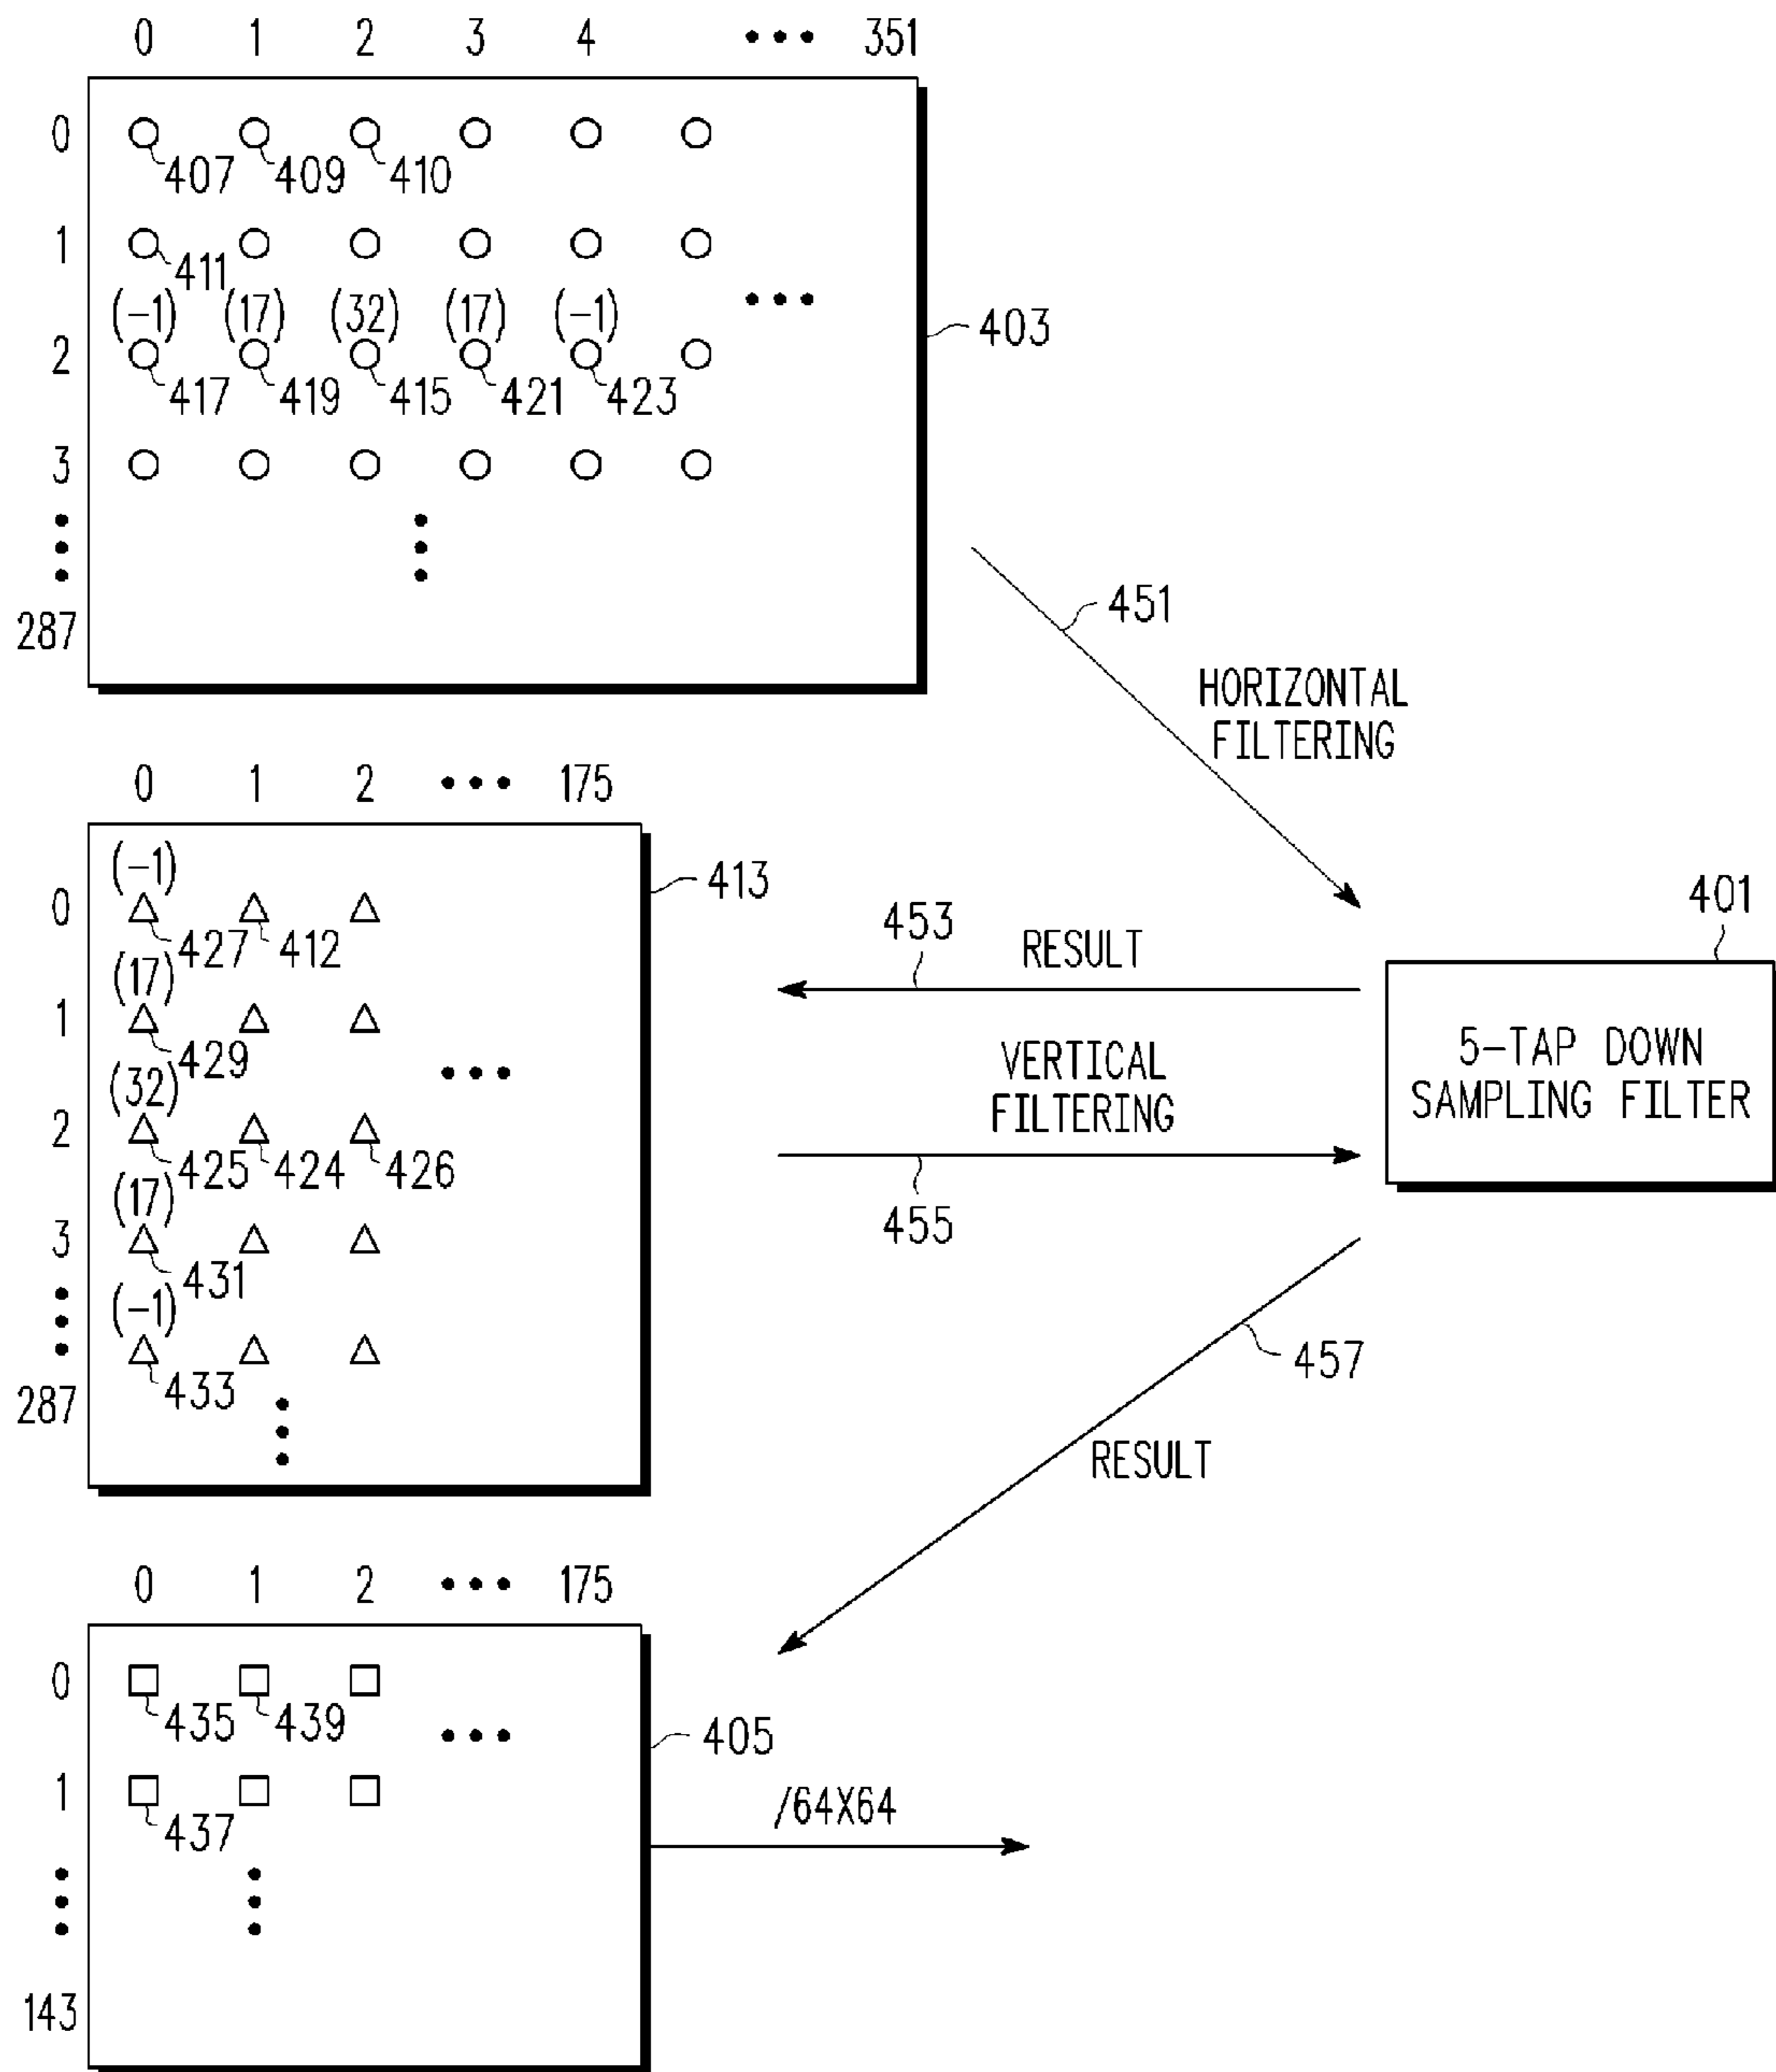 0 1 2 3 4 ••• 351
0
407 409 410
1
411
(-1) (17) (32) (17) (-1) •••
403
2
417 419 415 421 423
3
287
451
HORIZONTAL
FILTERING
0 1 2 ••• 175
(-1)
413
0
427 412
(17)
1
429
•••
(32)
2
425 424 426
(17)
3
431
(-1)
433
287
401
453
RESULT
5-TAP DOWN
SAMPLING FILTER
VERTICAL
FILTERING
455
457
RESULT
0 1 2 ••• 175
0
435 439
•••
405
1
437
/64X64
143